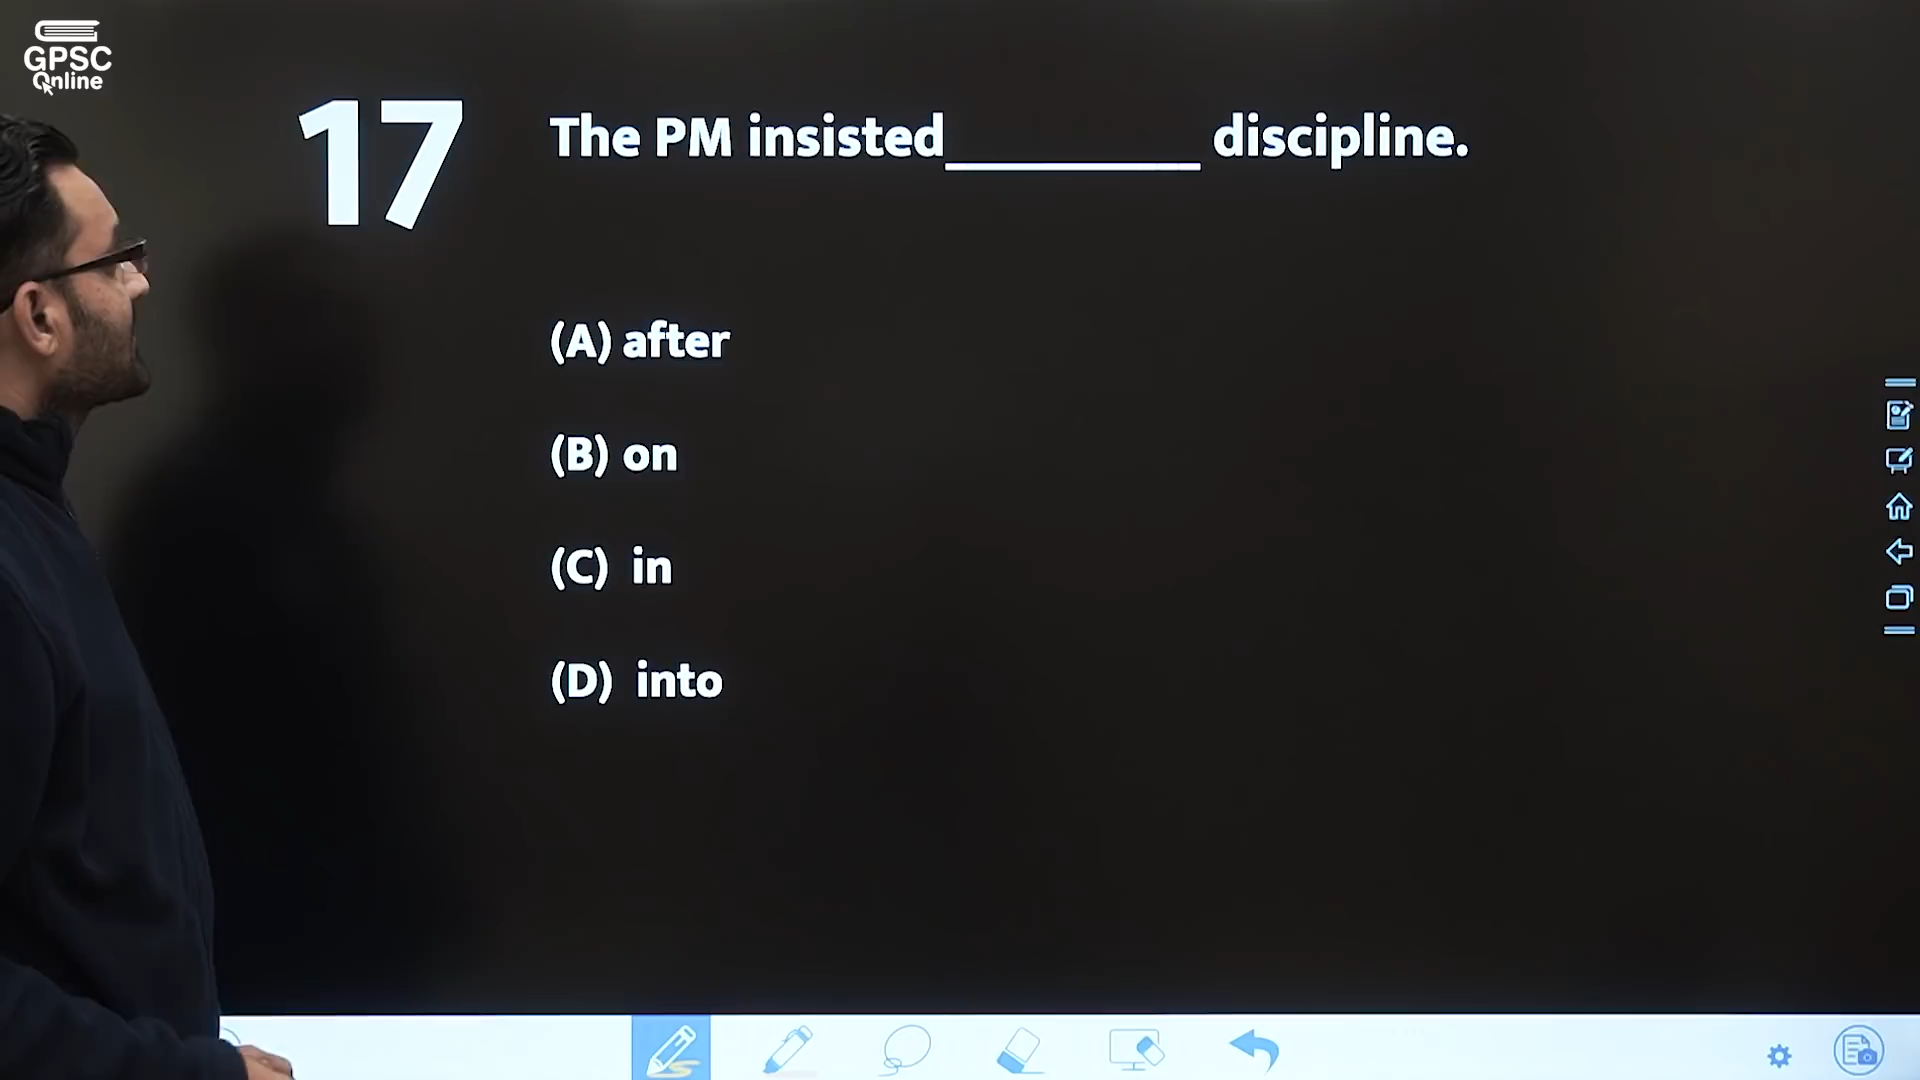 GPSC
Online
17
The PM insisted________ discipline.
(A) after
(B) on
(C) in
(D) into